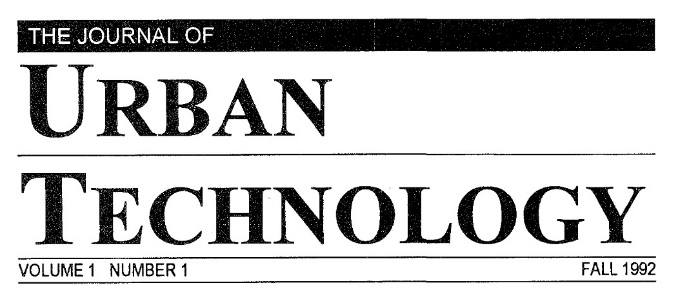 THE JOURNAL OF
URBAN
TECHNOLOGY
VOLUME 1 NUMBER 1 FALL 1992